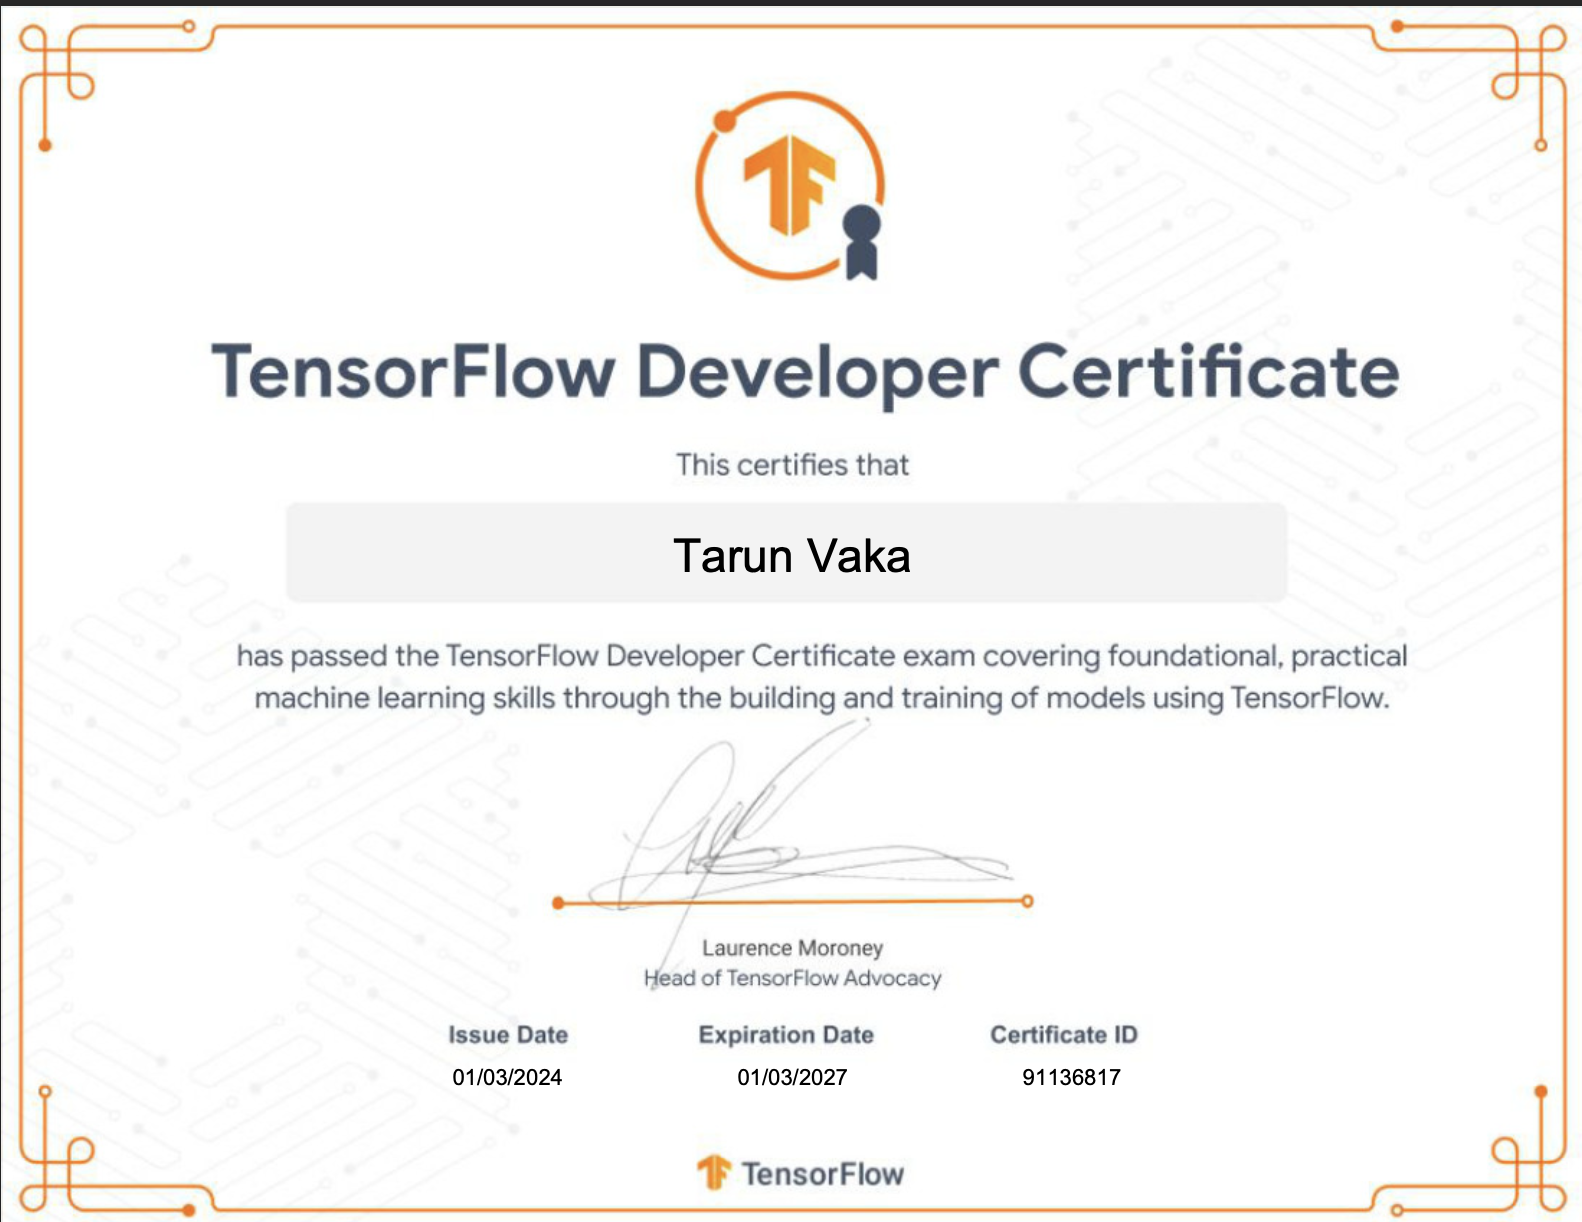 TensorFlow Developer Certificate
This certifies that
Tarun Vaka
has passed the TensorFlow Developer Certificate exam covering foundational, practical
machine learning skills through the building and training of models using TensorFlow.
Laurence Moroney
Head of TensorFlow Advocacy
Issue Date Expiration Date Certificate ID
01/03/2024 01/03/2027 91136817
TensorFlow